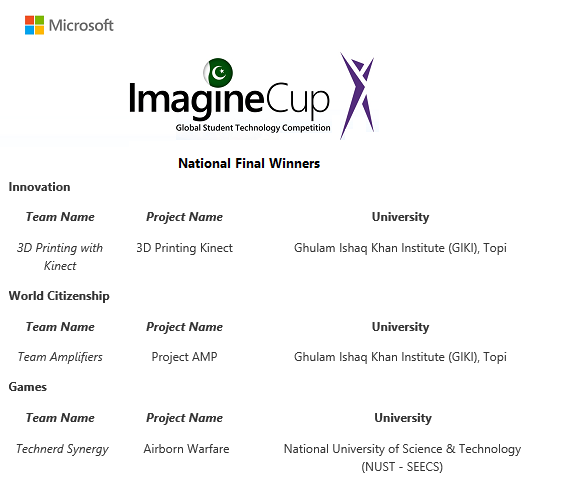 Microsoft
ImagineCup
Global Student Technology Competition
National Final Winners
Innovation
Team Name Project Name University
3D Printing with Kinect 3D Printing Kinect Ghulam Ishaq Khan Institute (GIKI), Topi
World Citizenship
Team Name Project Name University
Team Amplifiers Project AMP Ghulam Ishaq Khan Institute (GIKI), Topi
Games
Team Name Project Name University
Technerd Synergy Airborn Warfare National University of Science & Technology
(NUST - SEECS)